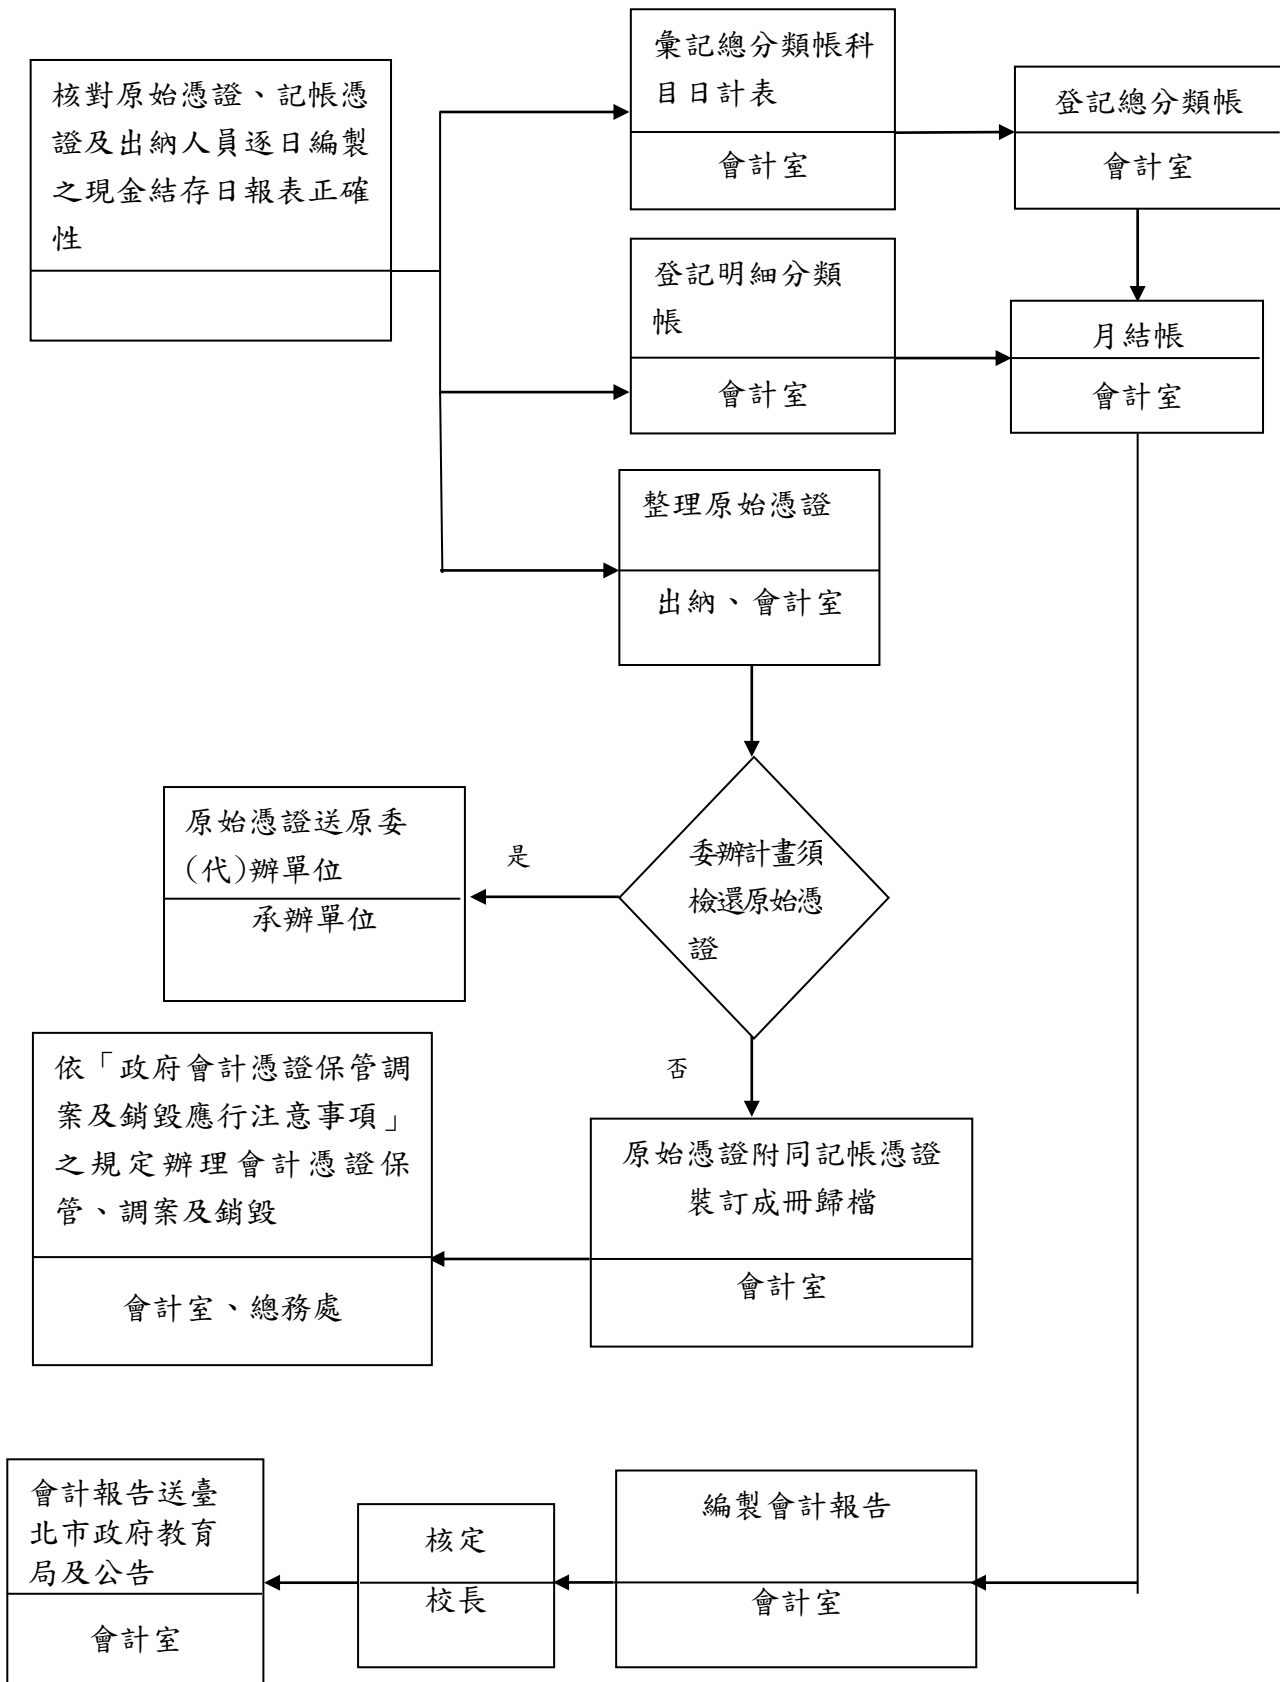 核對原始憑證、記帳憑
證及出納人員逐日編製
之現金結存日報表正確
性
彙記總分類帳科
目日計表
會計室
登記總分類帳
會計室
登記明細分類
帳
會計室
月結帳
會計室
整理原始憑證
出納、會計室
委辦計畫須
檢還原始憑
證
是
原始憑證送原委
(代)辦單位
承辦單位
否
原始憑證附同記帳憑證
裝訂成冊歸檔
會計室
依「政府會計憑證保管調
案及銷毀應行注意事項」
之規定辦理會計憑證保
管、調案及銷毀
會計室、總務處
編製會計報告
會計室
核定
校長
會計報告送臺
北市政府教育
局及公告
會計室